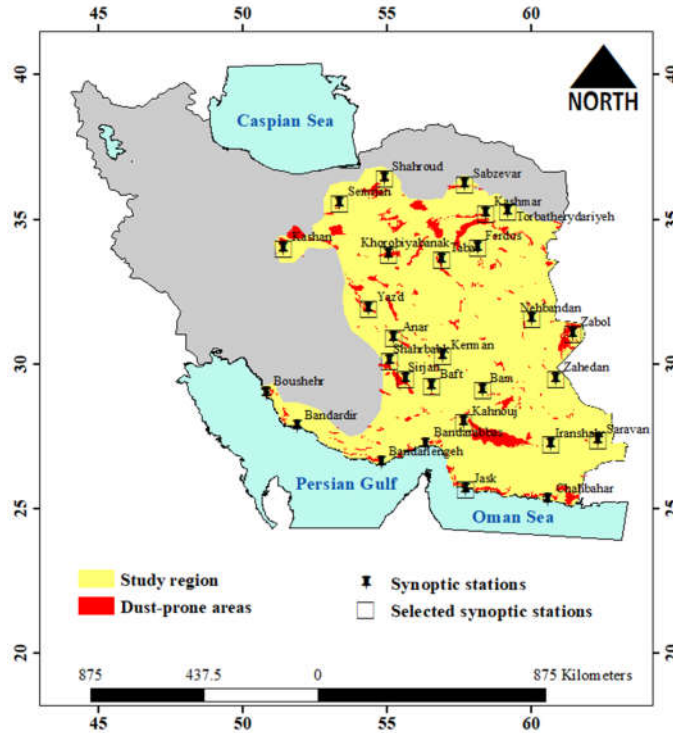 45 50 55 60
40
35
30
25
20
40
35
30
25
20
NORTH
Caspian Sea
Shahroud
Sabzevar
Semnan
Kashmar
Torbatherydariyeh
Kashan
Khorobiyabanak
Tabas
Ferdos
Yazd
Nehbandan
Zabol
Anar
Shahrbabk
Kerman
Sirjan
Baft
Bam
Zahedan
Boushehr
Bandardir
Kahnouj
Bandarabbas
Iranshahr
Saravan
Bandarlengeh
Jask
Chahbahar
Persian Gulf
Oman Sea
Study region
Dust-prone areas
Synoptic stations
Selected synoptic stations
875 437.5 0 875 Kilometers
45 50 55 60